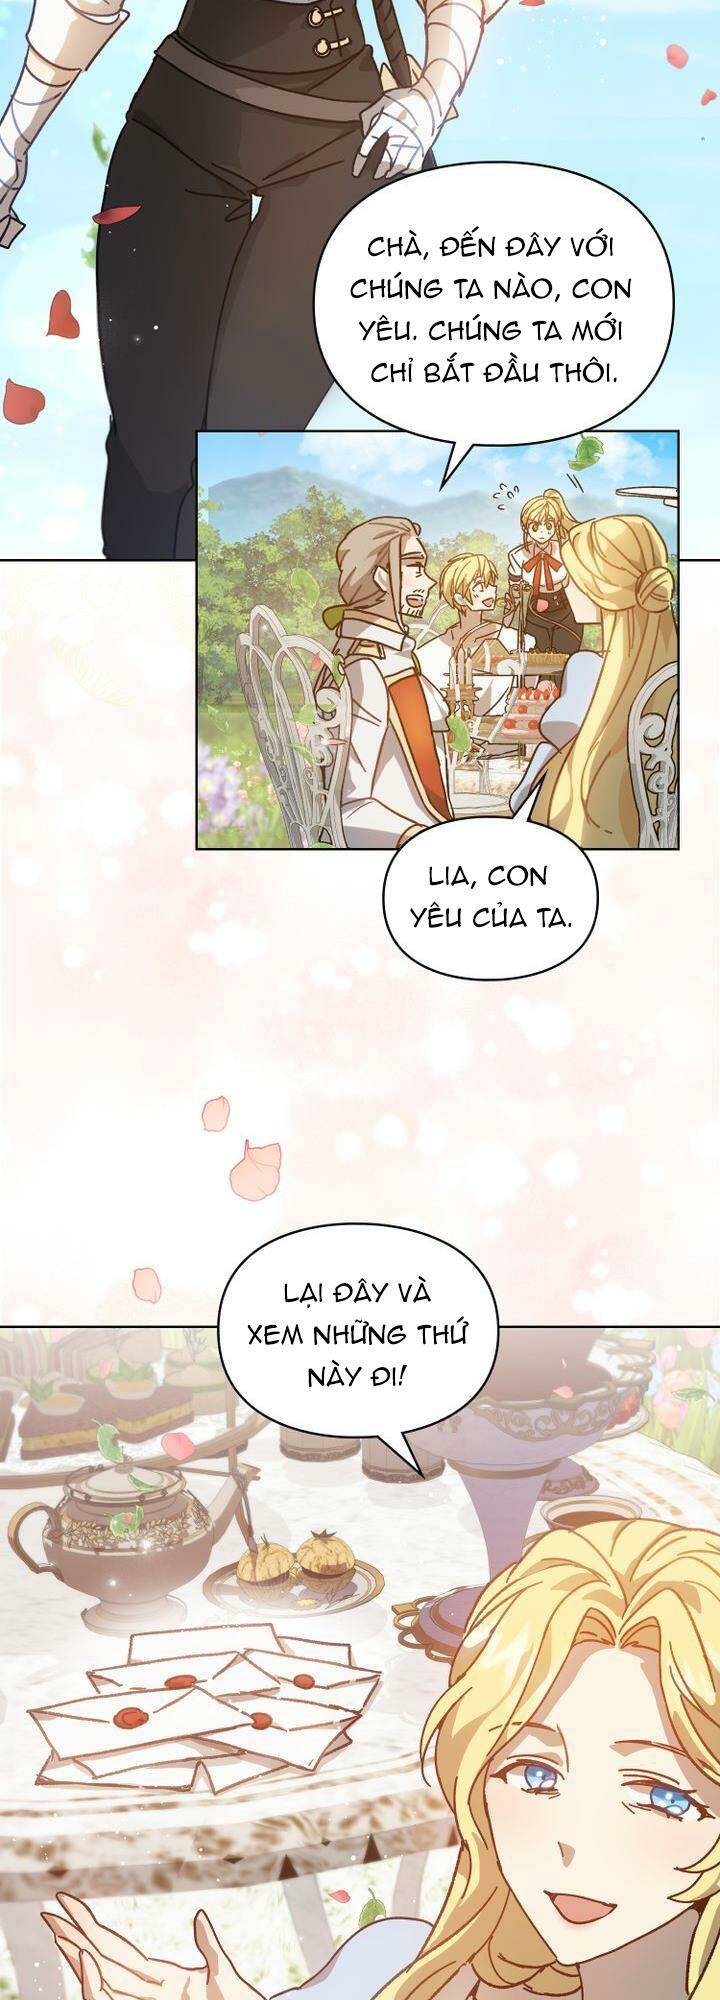 CHÀ, ĐẾN ĐÂY VỚI
CHÚNG TA NÀO, CON
YÊU. CHÚNG TA MỚI
CHỈ BẮT ĐẦU THÔI.
LIA, CON
YÊU CỦA TA.
LẠI ĐÂY VÀ
XEM NHỮNG THỨ
NÀY ĐI!